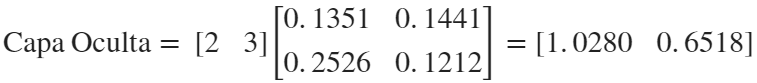 Capa Oculta = [2 3] [0.1351 0.1441
0.2526 0.1212] = [1.0280 0.6518]